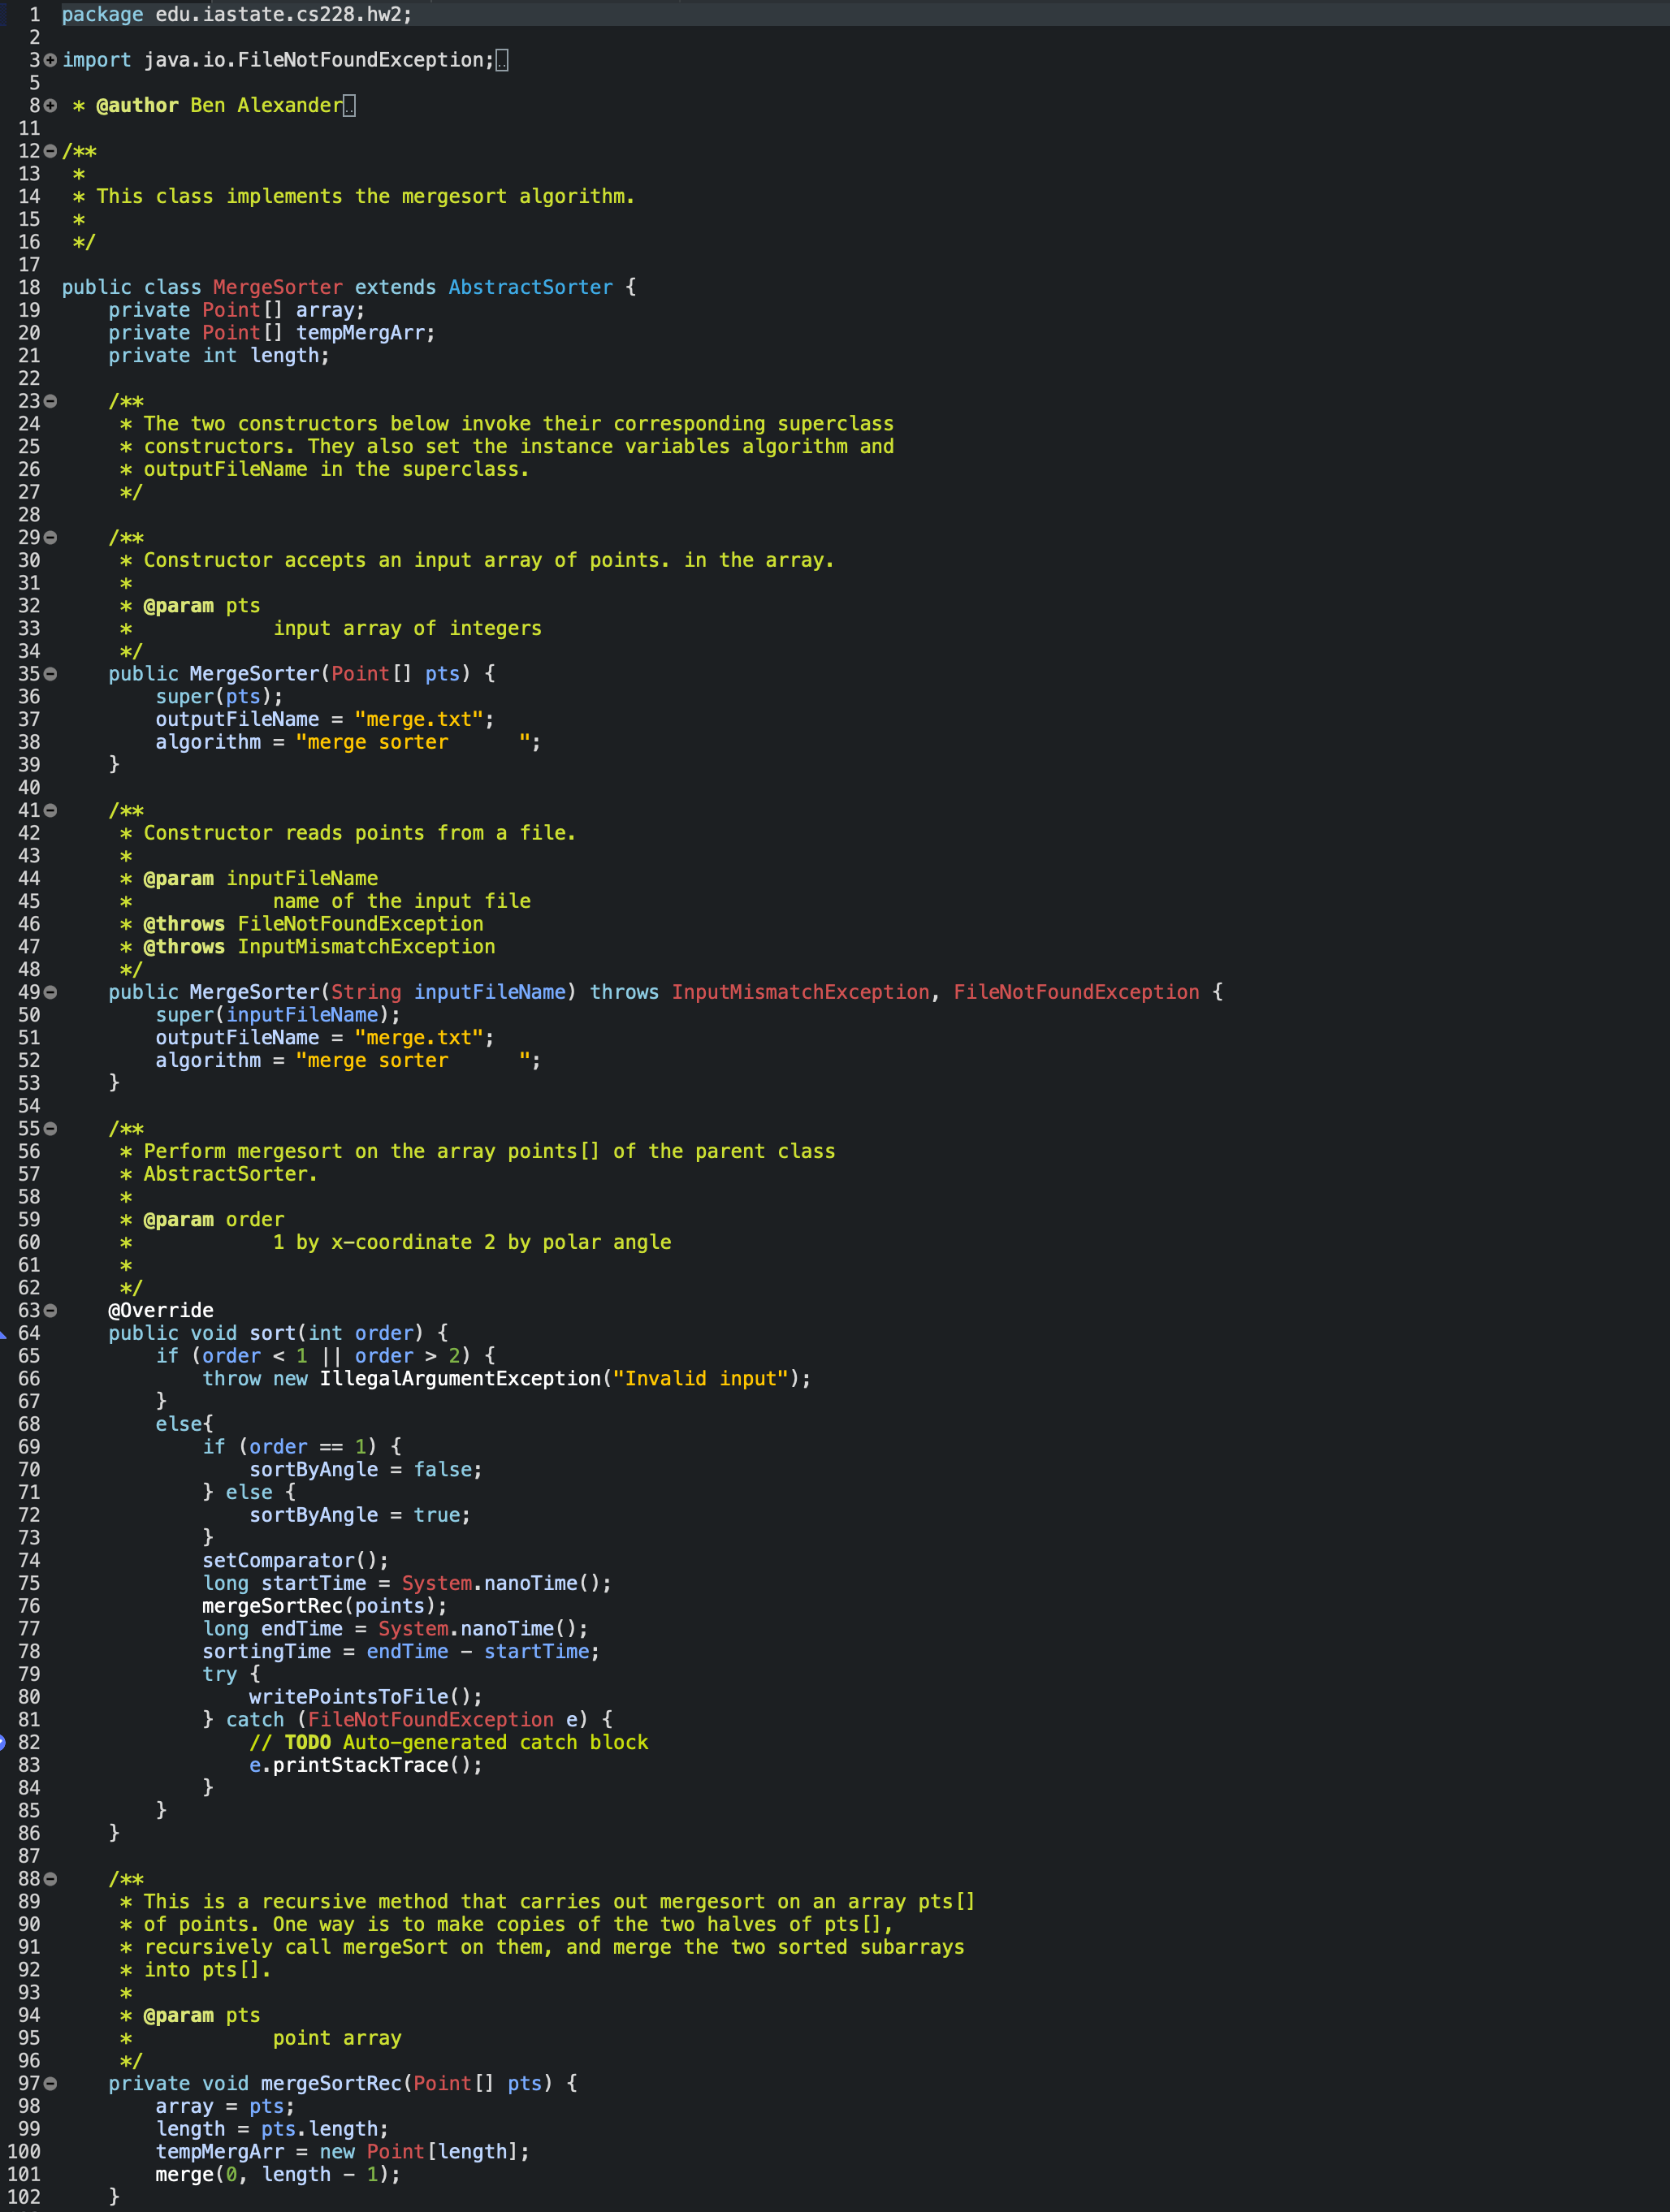 1 package edu.iastate.cs228.hw2;
2
3 import java.io.FileNotFoundException;
5
8  * @author Ben Alexander
11
12 /**
13  *
14  * This class implements the mergesort algorithm.
15  *
16  */
17
18 public class MergeSorter extends AbstractSorter {
19     private Point[] array;
20     private Point[] tempMergArr;
21     private int length;
22
23     /**
24      * The two constructors below invoke their corresponding superclass
25      * constructors. They also set the instance variables algorithm and
26      * outputFileName in the superclass.
27      */
28
29     /**
30      * Constructor accepts an input array of points. in the array.
31      *
32      * @param pts
33      *            input array of integers
34      */
35     public MergeSorter(Point[] pts) {
36         super(pts);
37         outputFileName = "merge.txt";
38         algorithm = "merge sorter      ";
39     }
40
41     /**
42      * Constructor reads points from a file.
43      *
44      * @param inputFileName
45      *            name of the input file
46      * @throws FileNotFoundException
47      * @throws InputMismatchException
48      */
49     public MergeSorter(String inputFileName) throws InputMismatchException, FileNotFoundException {
50         super(inputFileName);
51         outputFileName = "merge.txt";
52         algorithm = "merge sorter      ";
53     }
54
55     /**
56      * Perform mergesort on the array points[] of the parent class
57      * AbstractSorter.
58      *
59      * @param order
60      *            1 by x-coordinate 2 by polar angle
61      *
62      */
63     @Override
64     public void sort(int order) {
65         if (order < 1 || order > 2) {
66             throw new IllegalArgumentException("Invalid input");
67         }
68         else{
69             if (order == 1) {
70                 sortByAngle = false;
71             } else {
72                 sortByAngle = true;
73             }
74             setComparator();
75             long startTime = System.nanoTime();
76             mergeSortRec(points);
77             long endTime = System.nanoTime();
78             sortingTime = endTime - startTime;
79             try {
80                 writePointsToFile();
81             } catch (FileNotFoundException e) {
82                 // TODO Auto-generated catch block
83                 e.printStackTrace();
84             }
85         }
86     }
87
88     /**
89      * This is a recursive method that carries out mergesort on an array pts[]
90      * of points. One way is to make copies of the two halves of pts[],
91      * recursively call mergeSort on them, and merge the two sorted subarrays
92      * into pts[].
93      *
94      * @param pts
95      *            point array
96      */
97     private void mergeSortRec(Point[] pts) {
98         array = pts;
99         length = pts.length;
100         tempMergArr = new Point[length];
101         merge(0, length - 1);
102     }